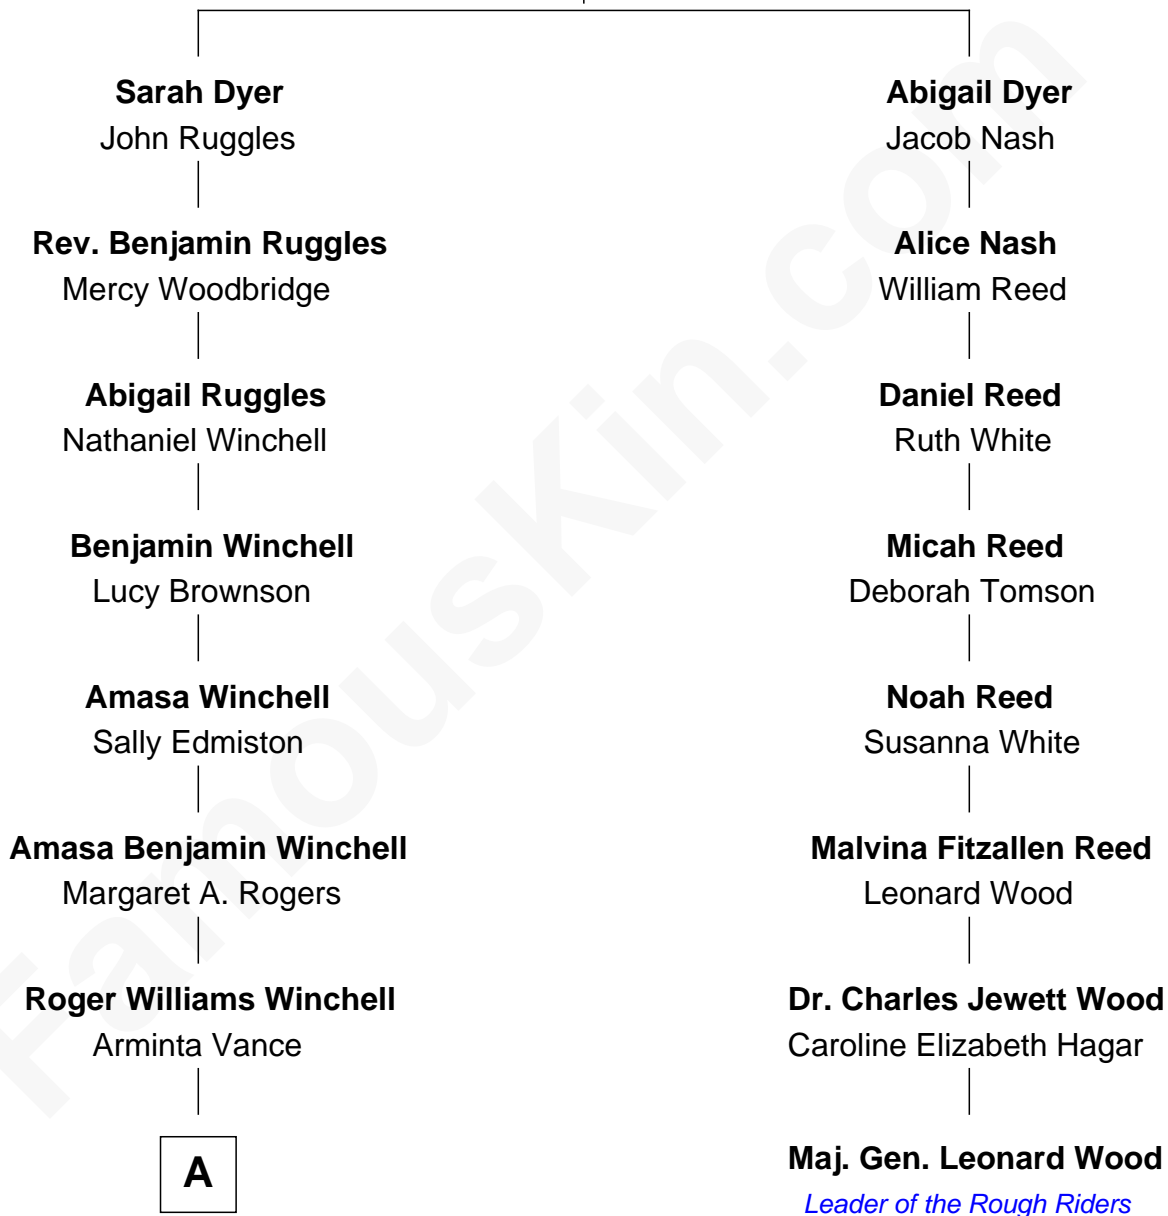 Sarah Dyer
John Ruggles
Rev. Benjamin Ruggles
Mercy Woodbridge
Abigail Ruggles
Nathaniel Winchell
Benjamin Winchell
Lucy Brownson
Amasa Winchell
Sally Edmiston
Amasa Benjamin Winchell
Margaret A. Rogers
Roger Williams Winchell
Arminta Vance
A
Abigail Dyer
Jacob Nash
Alice Nash
William Reed
Daniel Reed
Ruth White
Micah Reed
Deborah Tomson
Noah Reed
Susanna White
Malvina Fitzallen Reed
Leonard Wood
Dr. Charles Jewett Wood
Caroline Elizabeth Hagar
Maj. Gen. Leonard Wood
Leader of the Rough Riders
FamousKin.com